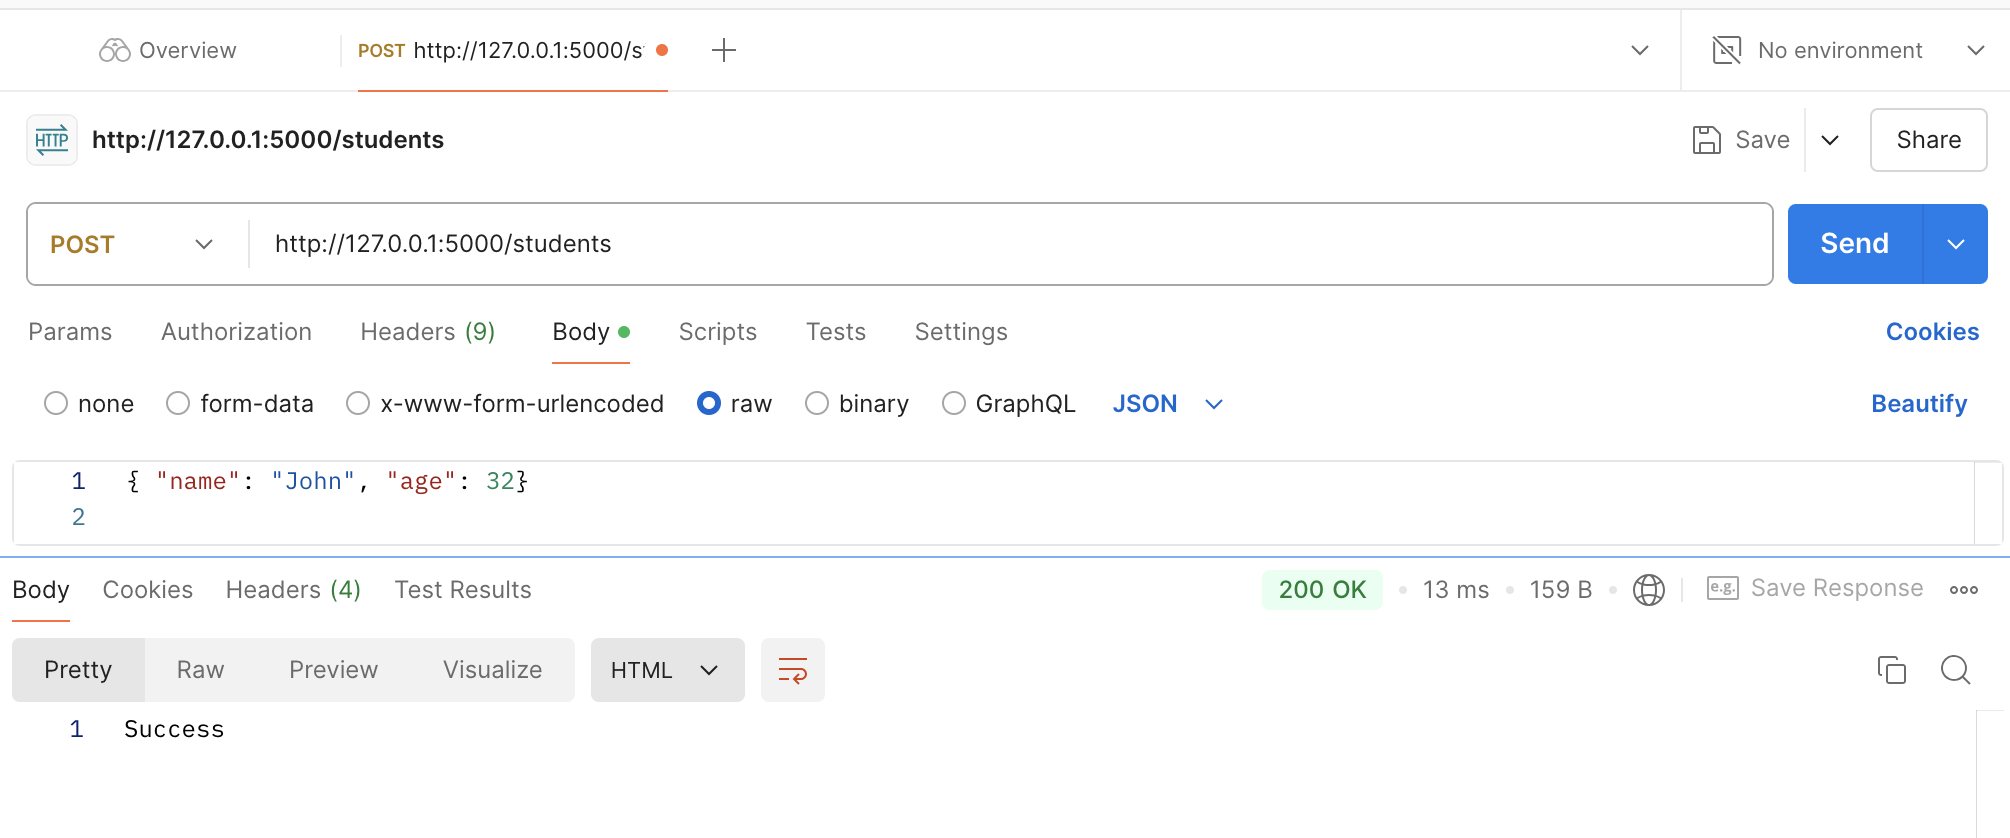 Overview
POST http://127.0.0.1:5000/s
No environment
HTTP http://127.0.0.1:5000/students
Save
Share
POST http://127.0.0.1:5000/students
Send
Params Authorization Headers (9) Body Scripts Tests Settings Cookies
none form-data x-www-form-urlencoded raw binary GraphQL JSON Beautify
1 { "name": "John", "age": 32}
2
Body Cookies Headers (4) Test Results 200 OK 13 ms 159 B e.g. Save Response
Pretty Raw Preview Visualize HTML
1 Success